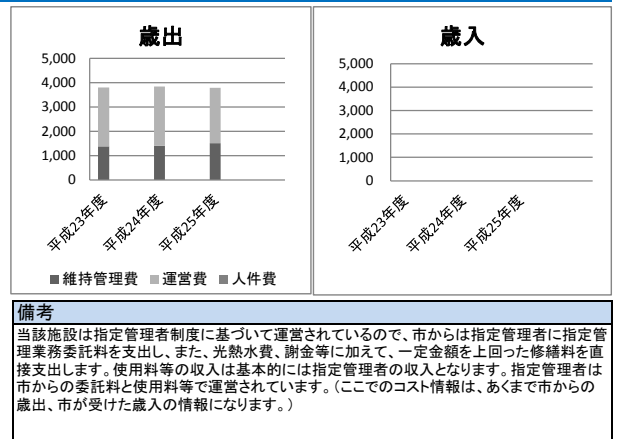 歳出
5,000
4,000
3,000
2,000
1,000
0
平成23年度
平成24年度
平成25年度
■維持管理費 ■運営費 ■人件費
歳入
5,000
4,000
3,000
2,000
1,000
0
平成23年度
平成24年度
平成25年度
備考
当該施設は指定管理者制度に基づいて運営されているので、市からは指定管理者に指定管
理業務委託料を支出し、また、光熱水費、謝金等に加えて、一定金額を上回った修繕料を直
接支出します。使用料等の収入は基本的には指定管理者の収入となります。指定管理者は
市からの委託料と使用料等で運営されています。（ここでのコスト情報は、あくまで市からの
歳出、市が受けた歳入の情報になります。）